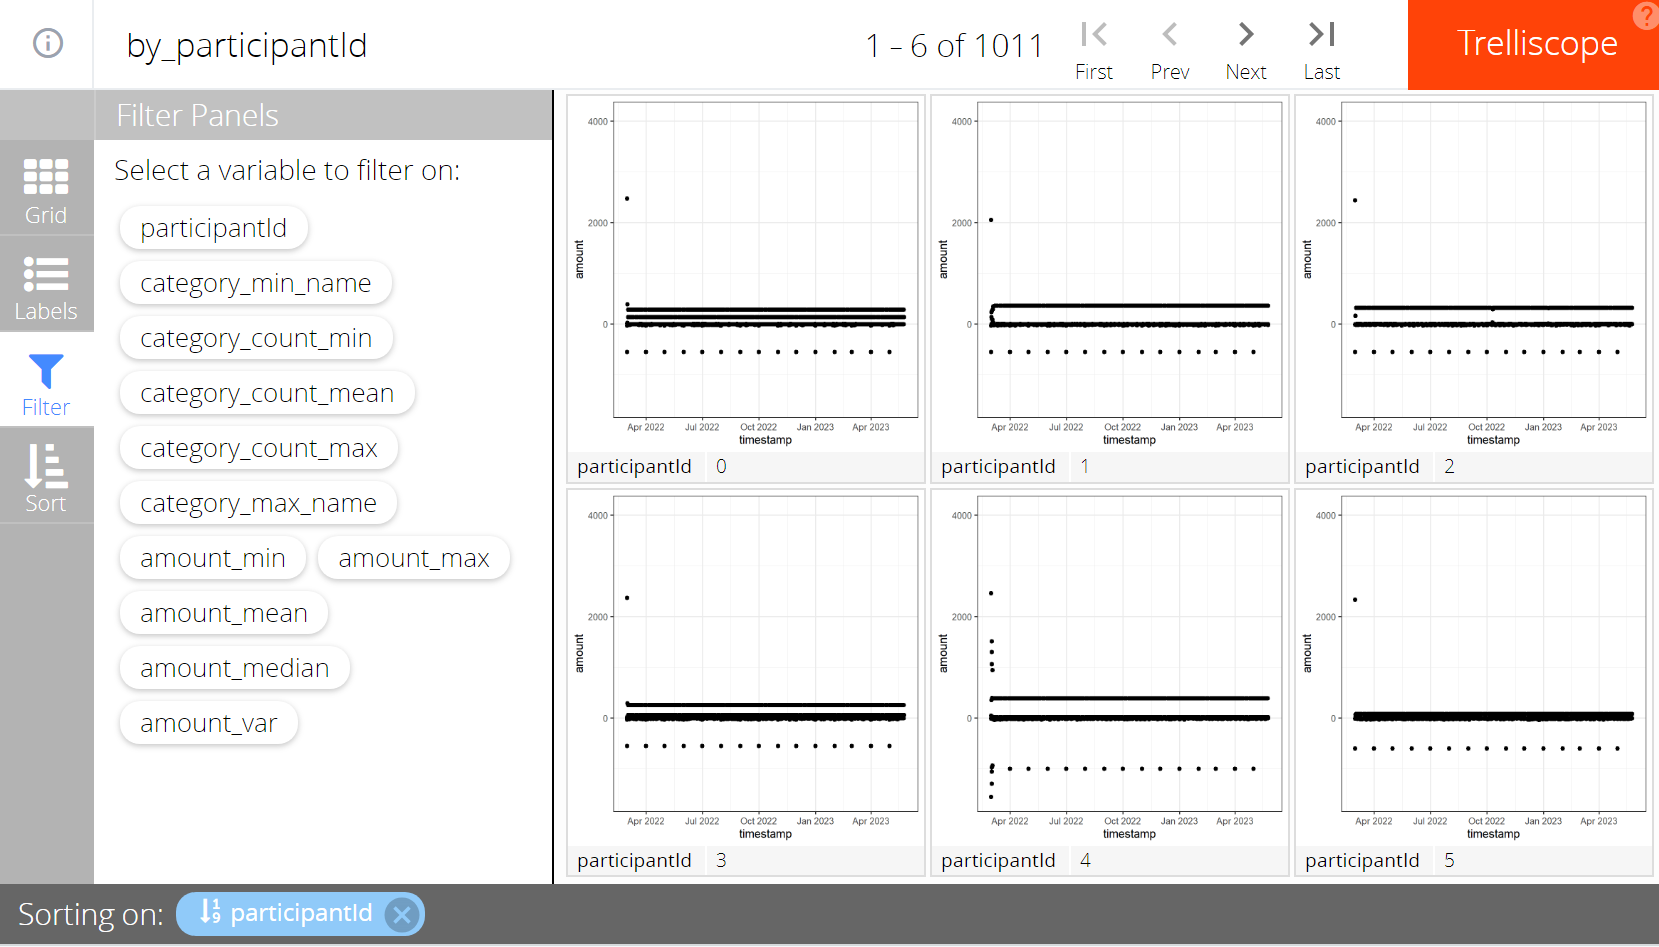 by_participantId
1 – 6 of 1011
First Prev Next Last
Trelliscope
?
Filter Panels
Select a variable to filter on:
participantId
category_min_name
category_count_min
category_count_mean
category_count_max
category_max_name
amount_min amount_max
amount_mean
amount_median
amount_var
Grid
Labels
Filter
Sort
4000
2000
0
amount
Apr 2022 Jul 2022 Oct 2022 Jan 2023 Apr 2023
timestamp
participantId 0
4000
2000
0
amount
Apr 2022 Jul 2022 Oct 2022 Jan 2023 Apr 2023
timestamp
participantId 1
4000
2000
0
amount
Apr 2022 Jul 2022 Oct 2022 Jan 2023 Apr 2023
timestamp
participantId 2
4000
2000
0
amount
Apr 2022 Jul 2022 Oct 2022 Jan 2023 Apr 2023
timestamp
participantId 3
4000
2000
0
amount
Apr 2022 Jul 2022 Oct 2022 Jan 2023 Apr 2023
timestamp
participantId 4
4000
2000
0
amount
Apr 2022 Jul 2022 Oct 2022 Jan 2023 Apr 2023
timestamp
participantId 5
Sorting on: participantId